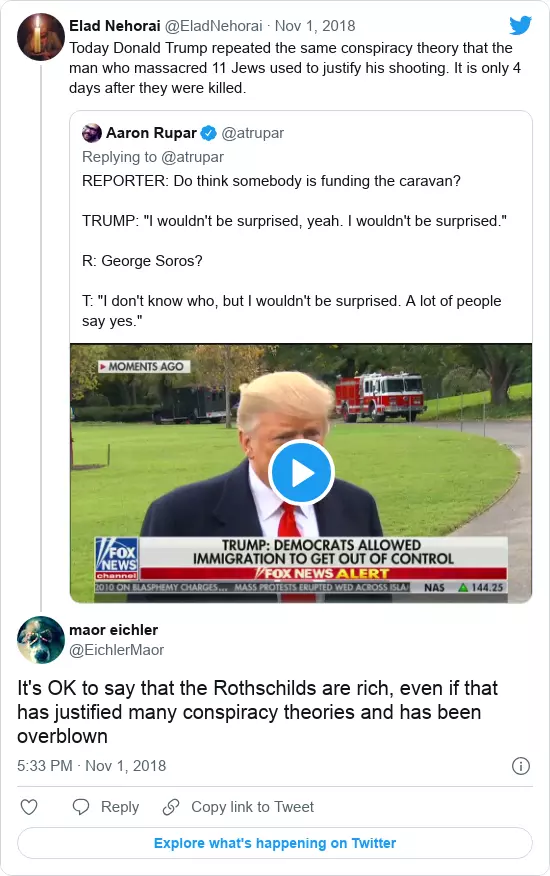 Elad Nehorai @EladNehorai · Nov 1, 2018
Today Donald Trump repeated the same conspiracy theory that the
man who massacred 11 Jews used to justify his shooting. It is only 4
days after they were killed.
Aaron Rupar @atrupar
Replying to @atrupar
REPORTER: Do think somebody is funding the caravan?
TRUMP: "I wouldn't be surprised, yeah. I wouldn't be surprised."
R: George Soros?
T: "I don't know who, but I wouldn't be surprised. A lot of people
say yes."
MOMENTS AGO
FOX
NEWS
channel
TRUMP: DEMOCRATS ALLOWED
IMMIGRATION TO GET OUT OF CONTROL
FOX NEWS ALERT
2010 ON BLASPHEMY CHARGES... MASS PROTESTS ERUPTED WED ACROSS ISLA NAS 144.25
maor eichler
@EichlerMaor
It's OK to say that the Rothschilds are rich, even if that
has justified many conspiracy theories and has been
overblown
5:33 PM · Nov 1, 2018
Reply
Copy link to Tweet
Explore what's happening on Twitter